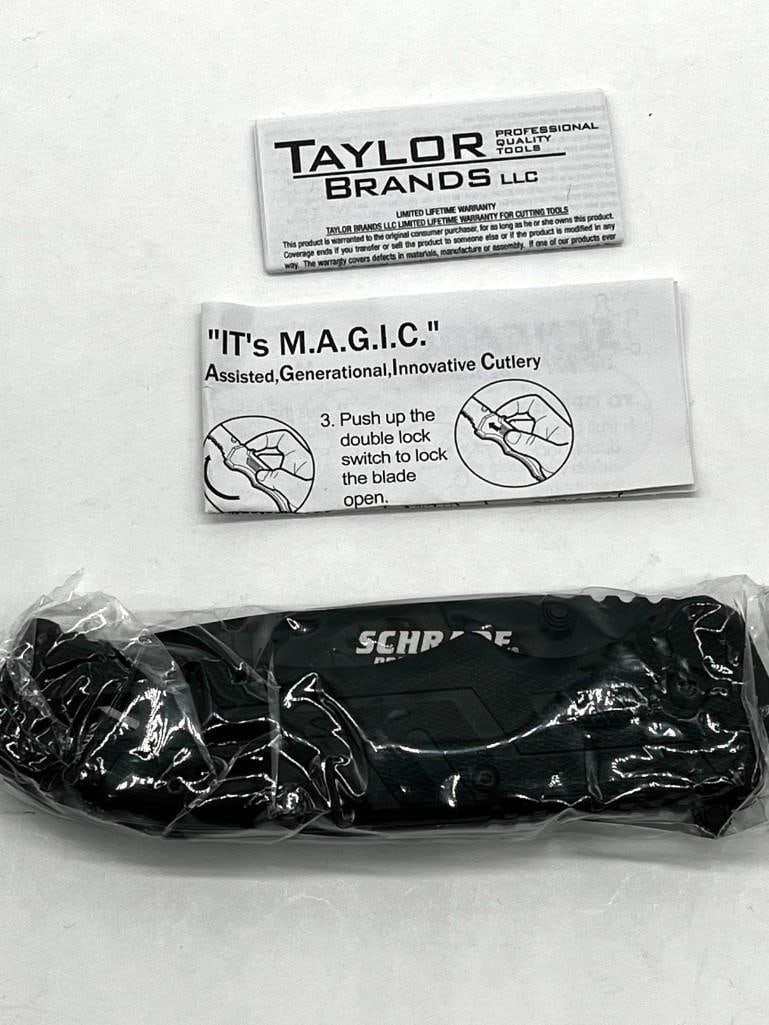 TAYLOR PROFESSIONAL
QUALITY
TOOLS
BRANDS LLC
LIMITED LIFETIME WARRANTY
TAYLOR BRANDS LLC LIMITED LIFETIME WARRANTY FOR CUTTING TOOLS
This product is warranted to the original consumer purchaser, for as long as he or she owns this product.
Coverage ends if you transfer or sell the product to someone else or if the product is modified in any
way. The warranty covers defects in materials, manufacture or assembly. If one of our products ever
"IT's M.A.G.I.C."
Assisted,Generational,Innovative Cutlery
3. Push up the
double lock
switch to lock
the blade
open.
SCHRADE